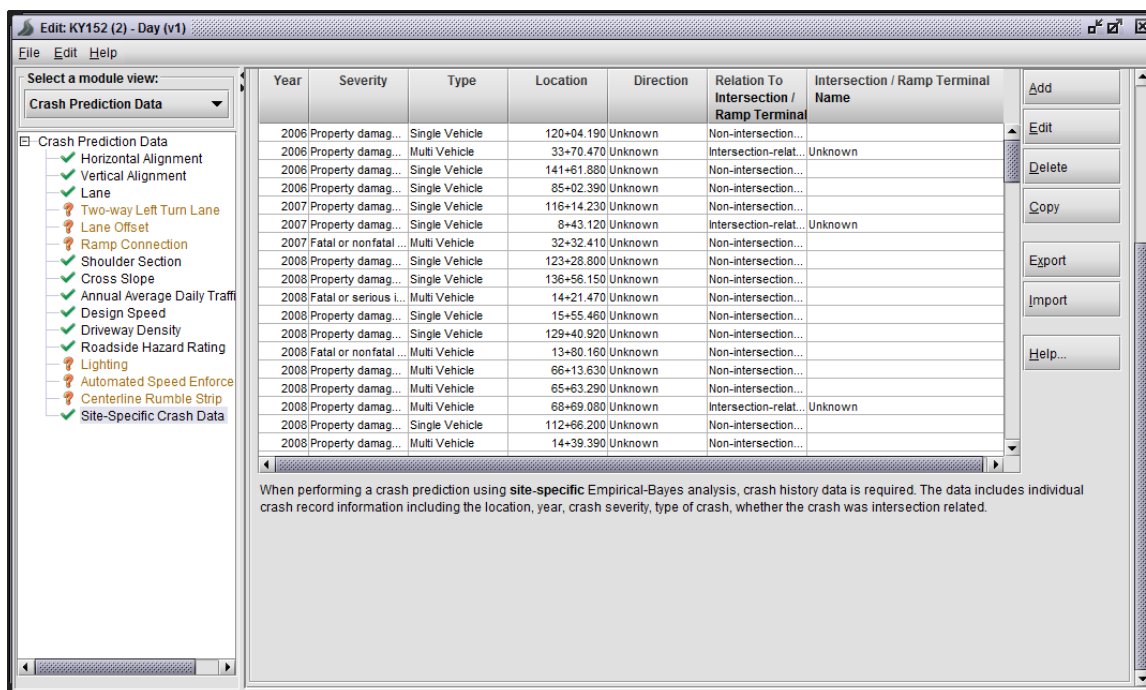 Edit: KY152 (2) - Day (v1)
File Edit Help
Select a module view:
Crash Prediction Data
Crash Prediction Data
Horizontal Alignment
Vertical Alignment
Lane
Two-way Left Turn Lane
Lane Offset
Ramp Connection
Shoulder Section
Cross Slope
Annual Average Daily Traffi
Design Speed
Driveway Density
Roadside Hazard Rating
Lighting
Automated Speed Enforce
Centerline Rumble Strip
Site-Specific Crash Data
Year Severity Type Location Direction Relation To Intersection / Ramp Terminal
Intersection / Name
Ramp Terminal
2006 Property damag... Single Vehicle 120+04.190 Unknown Non-intersection...
2006 Property damag... Multi Vehicle 33+70.470 Unknown Intersection-relat... Unknown
2006 Property damag... Single Vehicle 141+61.880 Unknown Non-intersection...
2006 Property damag... Single Vehicle 85+02.390 Unknown Non-intersection...
2007 Property damag... Single Vehicle 116+14.230 Unknown Non-intersection...
2007 Property damag... Single Vehicle 8+43.120 Unknown Intersection-relat... Unknown
2007 Fatal or nonfatal ... Multi Vehicle 32+32.410 Unknown Non-intersection...
2008 Property damag... Single Vehicle 123+28.800 Unknown Non-intersection...
2008 Property damag... Single Vehicle 136+56.150 Unknown Non-intersection...
2008 Fatal or serious i... Multi Vehicle 14+21.470 Unknown Non-intersection...
2008 Property damag... Single Vehicle 15+55.460 Unknown Non-intersection...
2008 Property damag... Single Vehicle 129+40.920 Unknown Non-intersection...
2008 Fatal or nonfatal ... Multi Vehicle 13+80.160 Unknown Non-intersection...
2008 Property damag... Multi Vehicle 66+13.630 Unknown Non-intersection...
2008 Property damag... Multi Vehicle 65+63.290 Unknown Non-intersection...
2008 Property damag... Multi Vehicle 68+69.080 Unknown Intersection-relat... Unknown
2008 Property damag... Single Vehicle 112+66.200 Unknown Non-intersection...
2008 Property damag... Multi Vehicle 14+39.390 Unknown Non-intersection...
Add
Edit
Delete
Copy
Export
Import
Help...
When performing a crash prediction using site-specific Empirical-Bayes analysis, crash history data is required. The data includes individual
crash record information including the location, year, crash severity, type of crash, whether the crash was intersection related.